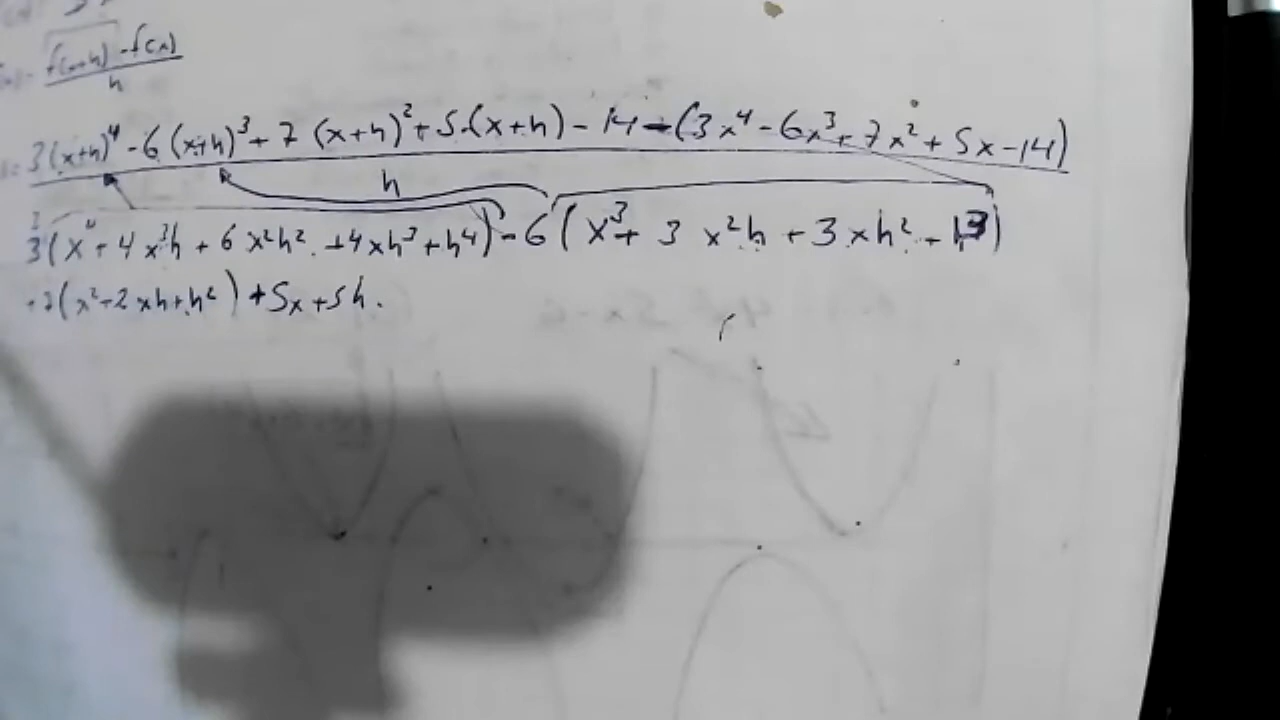 f(x+h) - f(x)
h
3(x+h)⁴ - 6(x+h)³ + 7(x+h)² + 5·(x+h) - 14 - (3x⁴ - 6x³ + 7x² + 5x - 14)
h
3(x⁴ + 4x³h + 6x²h² + 4xh³ + h⁴) - 6(x³ + 3x²h + 3xh² + h³)
(x² + 2xh + h²) + 5x + 5h.